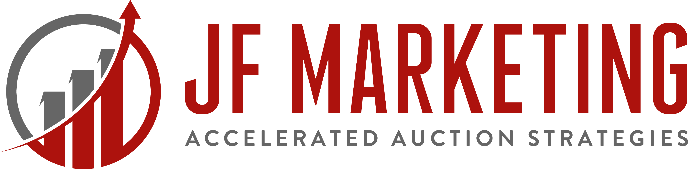 JF MARKETING
ACCELERATED AUCTION STRATEGIES